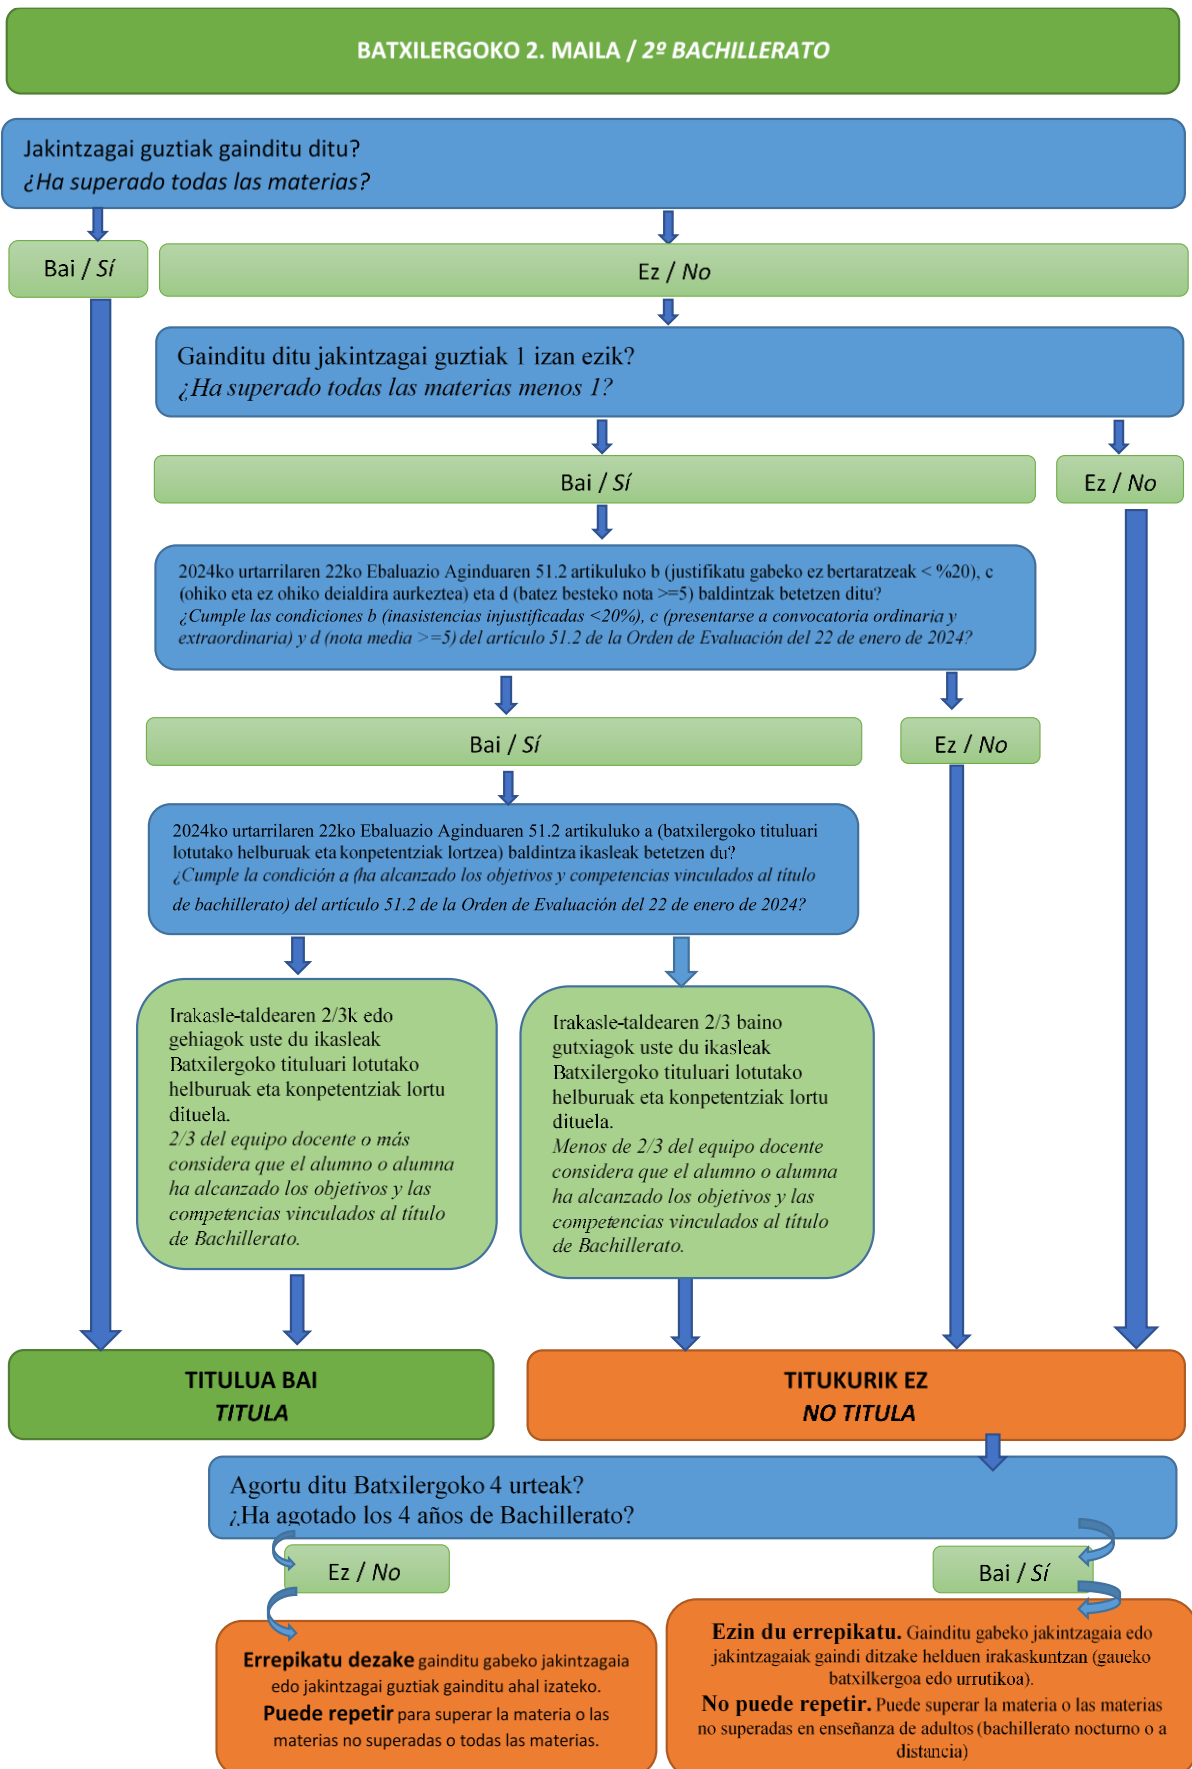 BATXILERGOKO 2. MAILA / 2º BACHILLERATO
Jakintzagai guztiak gainditu ditu?
¿Ha superado todas las materias?
Bai / Sí
Ez / No
Gainditu ditu jakintzagai guztiak 1 izan ezik?
¿Ha superado todas las materias menos 1?
Bai / Sí
Ez / No
2024ko urtarrilaren 22ko Ebaluazio Aginduaren 51.2 artikuluko b (justifikatu gabeko ez bertaratzeak < %20), c
(ohiko eta ez ohiko deialdira aurkeztea) eta d (batez besteko nota >=5) baldintzak betetzen ditu?
¿Cumple las condiciones b (inasistencias injustificadas <20%), c (presentarse a convocatoria ordinaria y
extraordinaria) y d (nota media >=5) del artículo 51.2 de la Orden de Evaluación del 22 de enero de 2024?
Bai / Sí
Ez / No
2024ko urtarrilaren 22ko Ebaluazio Aginduaren 51.2 artikuluko a (batxilergoko tituluari
lotutako helburuak eta konpetentziak lortzea) baldintza ikasleak betetzen du?
¿Cumple la condición a (ha alcanzado los objetivos y competencias vinculados al título
de bachillerato) del artículo 51.2 de la Orden de Evaluación del 22 de enero de 2024?
Irakasle-taldearen 2/3k edo
gehiagok uste du ikasleak
Batxilergoko tituluari lotutako
helburuak eta konpetentziak lortu
dituela.
2/3 del equipo docente o más
considera que el alumno o alumna
ha alcanzado los objetivos y las
competencias vinculados al título
de Bachillerato.
Irakasle-taldearen 2/3 baino
gutxiagok uste du ikasleak
Batxilergoko tituluari lotutako
helburuak eta konpetentziak lortu
dituela.
Menos de 2/3 del equipo docente
considera que el alumno o alumna
ha alcanzado los objetivos y las
competencias vinculados al título
de Bachillerato.
TITULUA BAI
TITULA
TITUKURIK EZ
NO TITULA
Agortu ditu Batxilergoko 4 urteak?
¿Ha agotado los 4 años de Bachillerato?
Ez / No
Bai / Sí
Errepikatu dezake gainditu gabeko jakintzagaia
edo jakintzagai guztiak gainditu ahal izateko.
Puede repetir para superar la materia o las
materias no superadas o todas las materias.
Ezin du errepikatu. Gainditu gabeko jakintzagaia edo
jakintzagaiak gaindi ditzake helduen irakaskuntzan (gaueko
batxilkergoa edo urrutikoa).
No puede repetir. Puede superar la materia o las materias
no superadas en enseñanza de adultos (bachillerato nocturno o a
distancia)